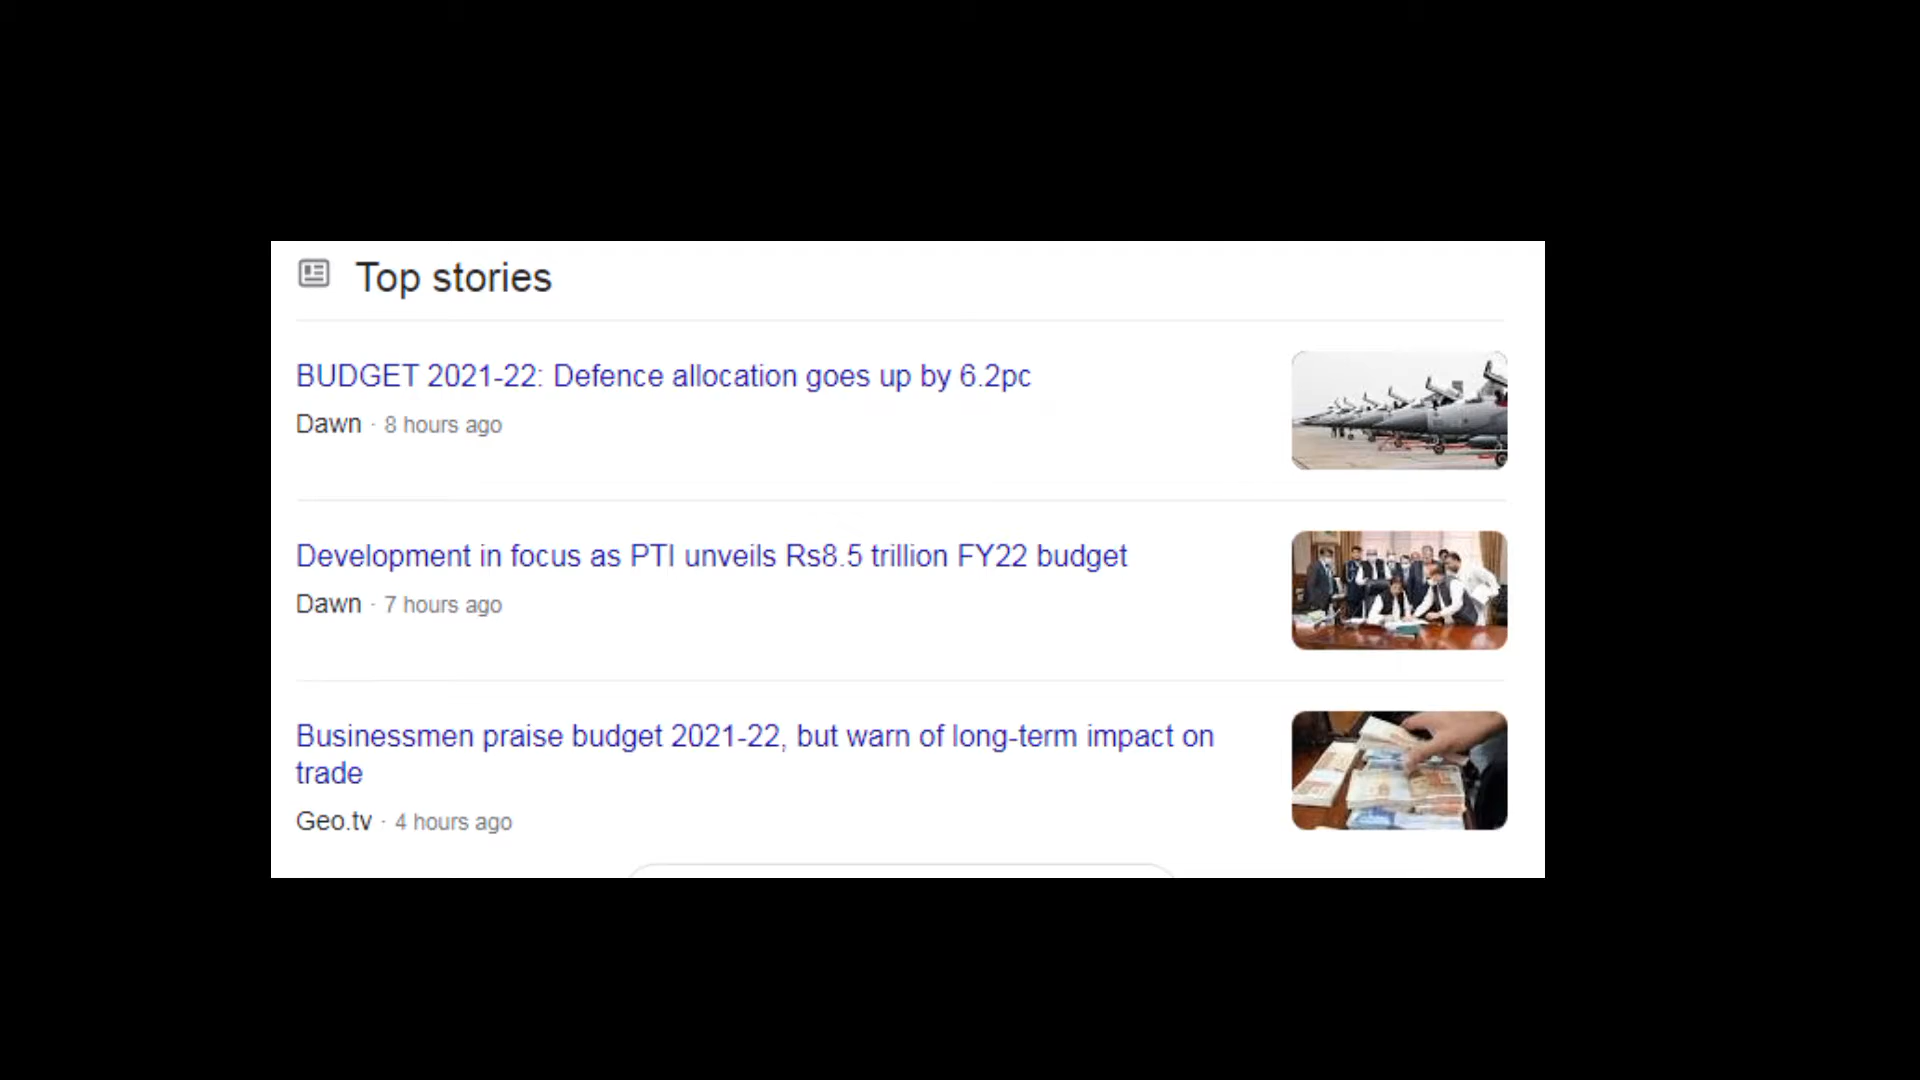 Top stories
BUDGET 2021-22: Defence allocation goes up by 6.2pc
Dawn · 8 hours ago
Development in focus as PTI unveils Rs8.5 trillion FY22 budget
Dawn · 7 hours ago
Businessmen praise budget 2021-22, but warn of long-term impact on
trade
Geo.tv · 4 hours ago